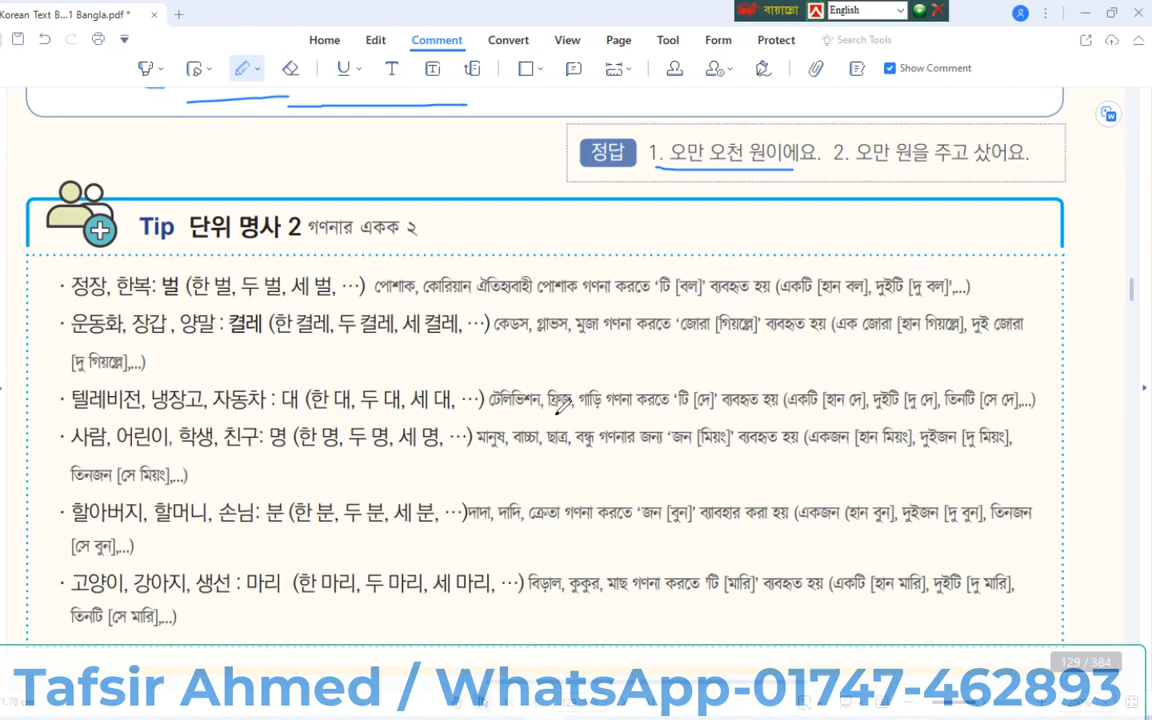 Korean Text B...1 Bangla.pdf *
বায়ান্নো
English
Home Edit Comment Convert View Page Tool Form Protect Search Tools
Show Comment
정답 1. 오만 오천 원이에요. 2. 오만 원을 주고 샀어요.
Tip 단위 명사 2 গণনার একক ২
· 정장, 한복: 벌 (한 벌, 두 벌, 세 벌, ···) পোশাক, কোরিয়ান ঐতিহ্যবাহী পোশাক গণনা করতে ‘টি [বল]’ ব্যবহৃত হয় (একটি [হান বল], দুইটি [দু বল]',...)
· 운동화, 장갑 , 양말 : 켤레 (한 켤레, 두 켤레, 세 켤레, ···) কেডস, গ্লাভস, মুজা গণনা করতে ‘জোরা [গিয়ল্লে]’ ব্যবহৃত হয় (এক জোরা [হান গিয়ল্লে], দুই জোরা
[দু গিয়ল্লে],...)
· 텔레비전, 냉장고, 자동차 : 대 (한 대, 두 대, 세 대, ···) টেলিভিশন, ফ্রিজ, গাড়ি গণনা করতে ‘টি [দে]’ ব্যবহৃত হয় (একটি [হান দে], দুইটি [দু দে], তিনটি [সে দে],...)
· 사람, 어린이, 학생, 친구: 명 (한 명, 두 명, 세 명, ···) মানুষ, বাচ্চা, ছাত্র, বন্ধু গণনার জন্য ‘জন [মিয়ং]’ ব্যবহৃত হয় (একজন [হান মিয়ং], দুইজন [দু মিয়ং],
তিনজন [সে মিয়ং],...)
· 할아버지, 할머니, 손님: 분 (한 분, 두 분, 세 분, ···)দাদা, দাদি, ক্রেতা গণনা করতে ‘জন [বুন]’ ব্যাবহার করা হয় (একজন (হান বুন], দুইজন [দু বুন], তিনজন
[সে বুন],...)
· 고양이, 강아지, 생선 : 마리 (한 마리, 두 마리, 세 마리, ···) বিড়াল, কুকুর, মাছ গণনা করতে 'টি [মারি]’ ব্যবহৃত হয় (একটি [হান মারি], দুইটি [দু মারি],
তিনটি [সে মারি],...)
129 / 384
Tafsir Ahmed / WhatsApp-01747-462893